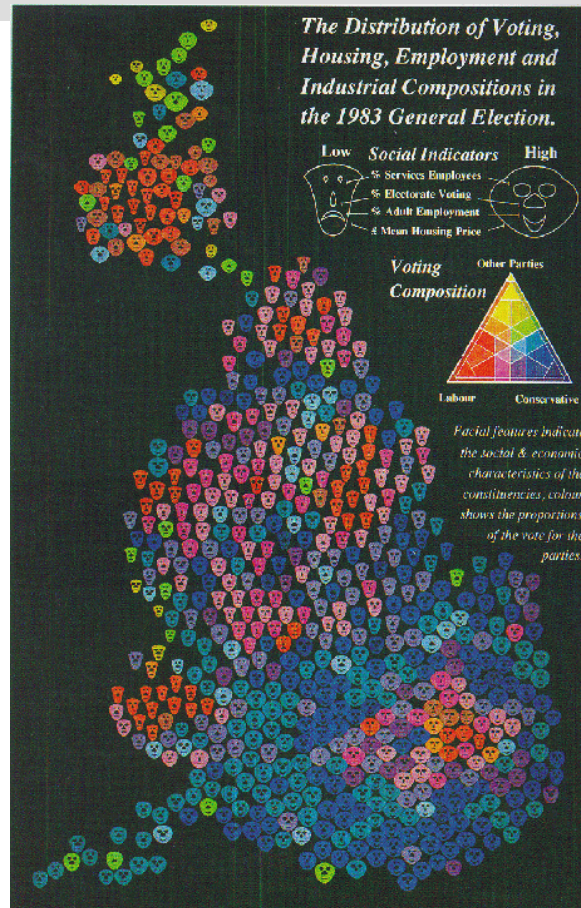 The Distribution of Voting,
Housing, Employment and
Industrial Compositions in
the 1983 General Election.
Low Social Indicators High
% Services Employees
% Electorate Voting
% Adult Employment
£ Mean Housing Price
Voting
Composition
Other Parties
Labour Conservative
Facial features indicate
the social & economic
characteristics of the
constituencies, colour
shows the proportions
of the vote for the
parties.